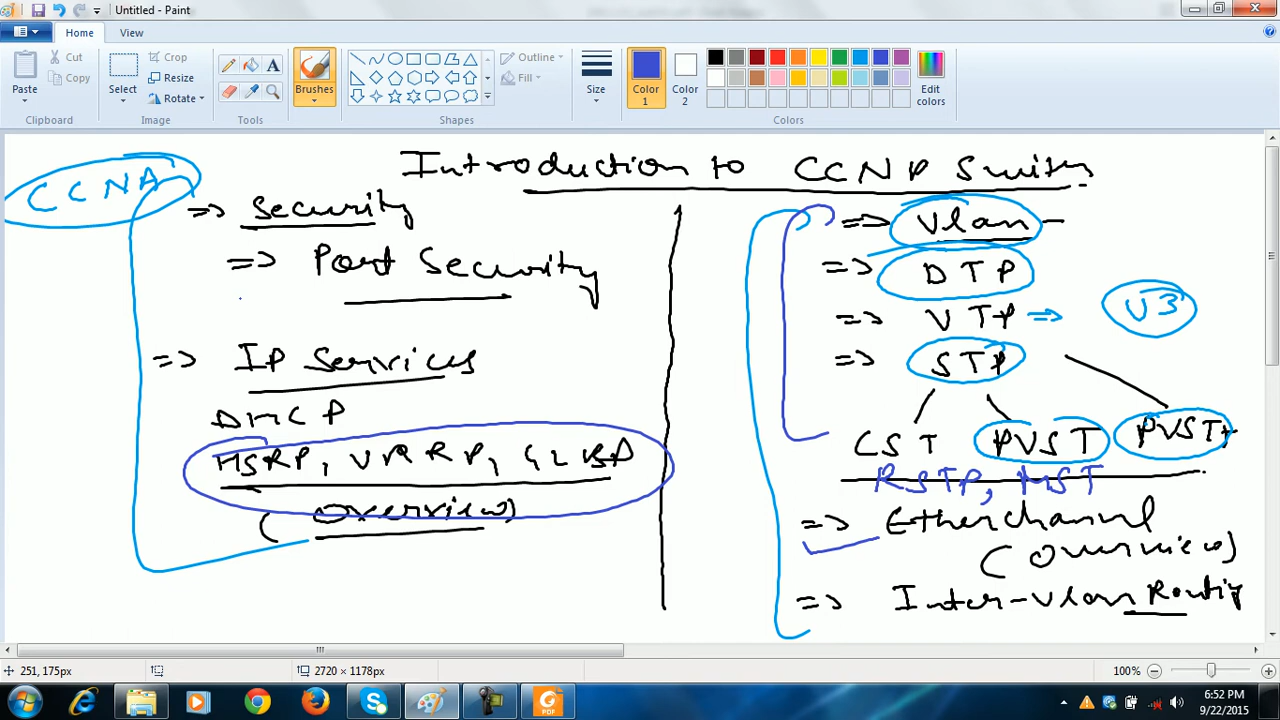 Untitled - Paint
Home View
Paste
Cut
Copy
Clipboard
Select
Crop
Resize
Rotate
Image
Tools
Brushes
Outline
Fill
Shapes
Size
Color 1
Color 2
Edit colors
Colors
Introduction to CCNP Switch
CCNA
=> Security
=> Port Security
=> IP Services
DHCP
HSRP, VRRP, GLBP
(Overview)
=> Vlan -
=> DTP
=> VTP => V3
=> STP
CST PVST PVST+
RSTP, MST
=> Etherchannel
(Overview)
=> Inter-Vlan Routing
251, 175px
2720 × 1178px
100%
6:52 PM
9/22/2015
PDF